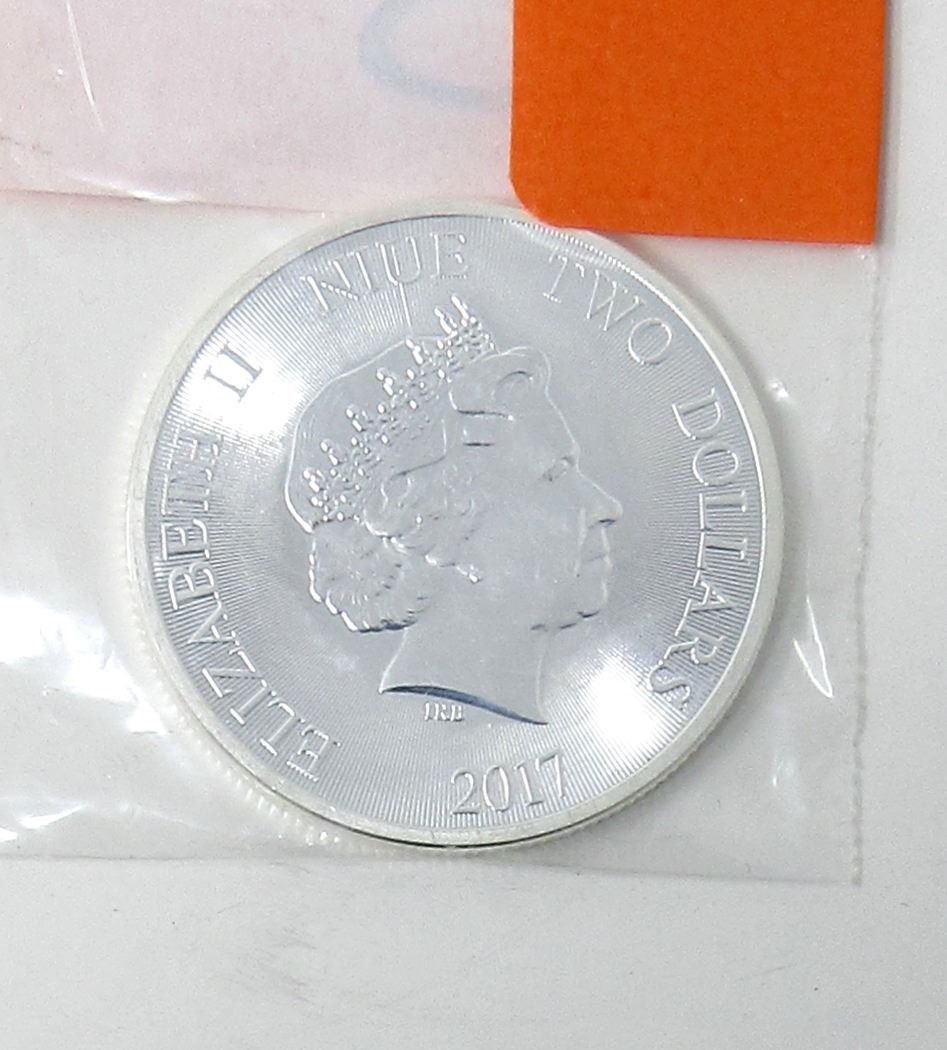 ELIZABETH II NIUE TWO DOLLARS
IRB
2017